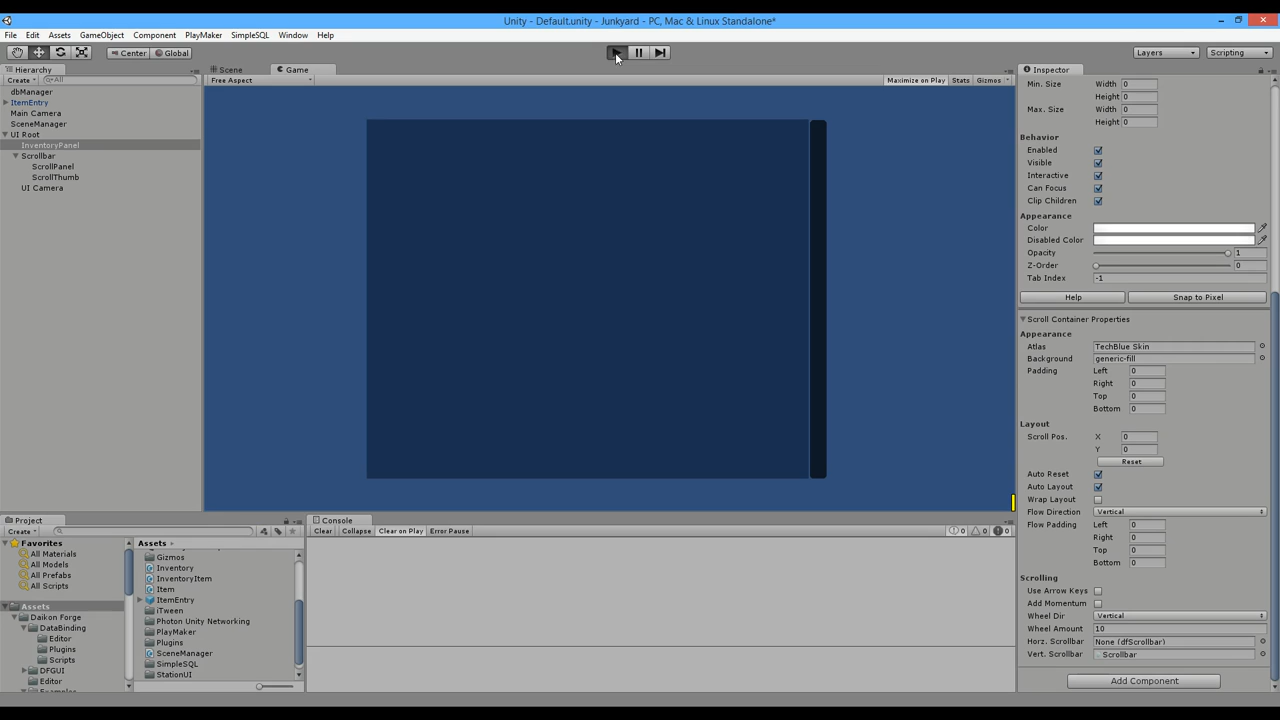 Unity - Default.unity - Junkyard - PC, Mac & Linux Standalone*
File Edit Assets GameObject Component PlayMaker SimpleSQL Window Help
Center Global Layers Scripting
Hierarchy
Create All
dbManager
ItemEntry
Main Camera
SceneManager
UI Root
InventoryPanel
Scrollbar
ScrollPanel
ScrollThumb
UI Camera
Scene Game
Free Aspect Maximize on Play Stats Gizmos
Inspector
Min. Size Width 0
Height 0
Max. Size Width 0
Height 0
Behavior
Enabled
Visible
Interactive
Can Focus
Clip Children
Appearance
Color
Disabled Color
Opacity 1
Z-Order 0
Tab Index -1
Help Snap to Pixel
Scroll Container Properties
Appearance
Atlas TechBlue Skin
Background generic-fill
Padding Left 0
Right 0
Top 0
Bottom 0
Layout
Scroll Pos. X 0
Y 0
Reset
Auto Reset
Auto Layout
Wrap Layout
Flow Direction Vertical
Flow Padding Left 0
Right 0
Top 0
Bottom 0
Scrolling
Use Arrow Keys
Add Momentum
Wheel Dir Vertical
Wheel Amount 10
Horz. Scrollbar None (dfScrollbar)
Vert. Scrollbar Scrollbar
Add Component
Project
Create
Favorites
All Materials
All Models
All Prefabs
All Scripts
Assets
Daikon Forge
DataBinding
Editor
Plugins
Scripts
DFGUI
Editor
Examples
Assets
Gizmos
Inventory
InventoryItem
Item
ItemEntry
iTween
Photon Unity Networking
PlayMaker
Plugins
SceneManager
SimpleSQL
StationUI
Console
Clear Collapse Clear on Play Error Pause 0 0 0